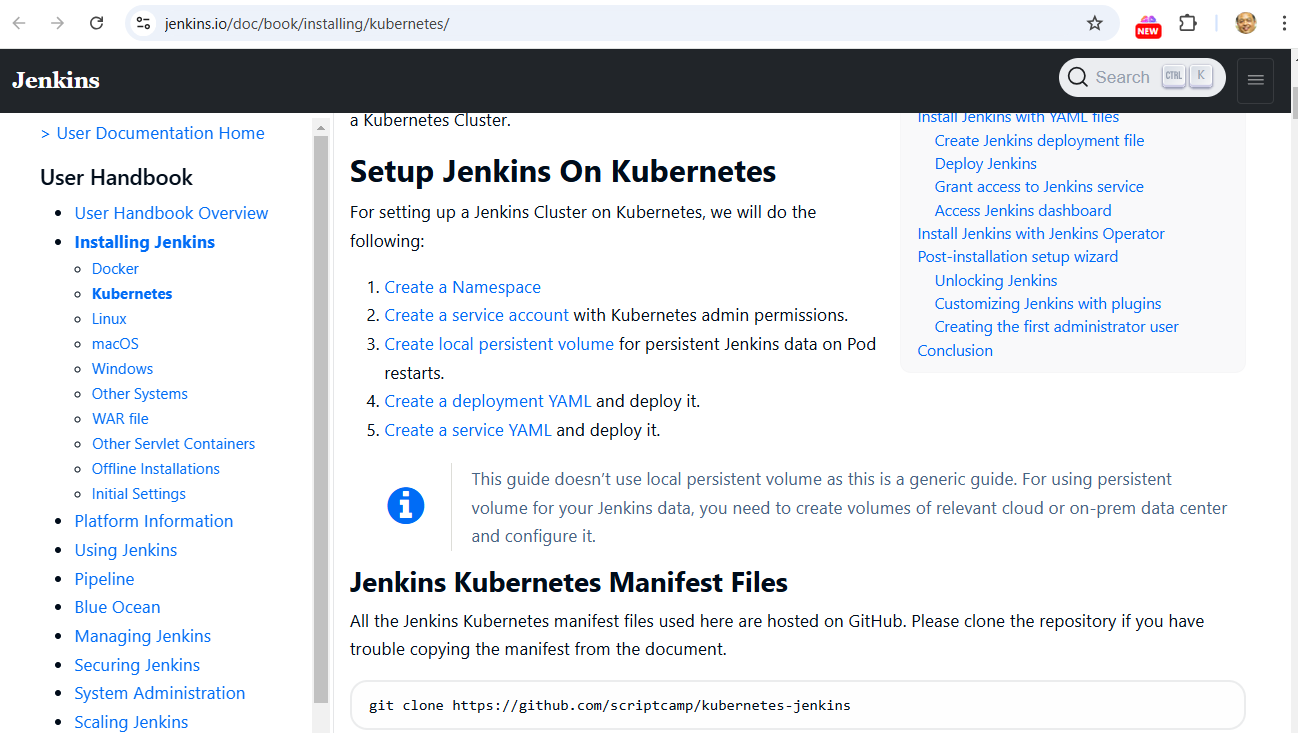 jenkins.io/doc/book/installing/kubernetes/
NEW
Jenkins
Search CTRL K
> User Documentation Home
User Handbook
User Handbook Overview
Installing Jenkins
Docker
Kubernetes
Linux
macOS
Windows
Other Systems
WAR file
Other Servlet Containers
Offline Installations
Initial Settings
Platform Information
Using Jenkins
Pipeline
Blue Ocean
Managing Jenkins
Securing Jenkins
System Administration
Scaling Jenkins
a Kubernetes Cluster.
Setup Jenkins On Kubernetes
For setting up a Jenkins Cluster on Kubernetes, we will do the
following:
1. Create a Namespace
2. Create a service account with Kubernetes admin permissions.
3. Create local persistent volume for persistent Jenkins data on Pod
restarts.
4. Create a deployment YAML and deploy it.
5. Create a service YAML and deploy it.
This guide doesn’t use local persistent volume as this is a generic guide. For using persistent
volume for your Jenkins data, you need to create volumes of relevant cloud or on-prem data center
and configure it.
Jenkins Kubernetes Manifest Files
All the Jenkins Kubernetes manifest files used here are hosted on GitHub. Please clone the repository if you have
trouble copying the manifest from the document.
git clone https://github.com/scriptcamp/kubernetes-jenkins
Install Jenkins with YAML files
Create Jenkins deployment file
Deploy Jenkins
Grant access to Jenkins service
Access Jenkins dashboard
Install Jenkins with Jenkins Operator
Post-installation setup wizard
Unlocking Jenkins
Customizing Jenkins with plugins
Creating the first administrator user
Conclusion